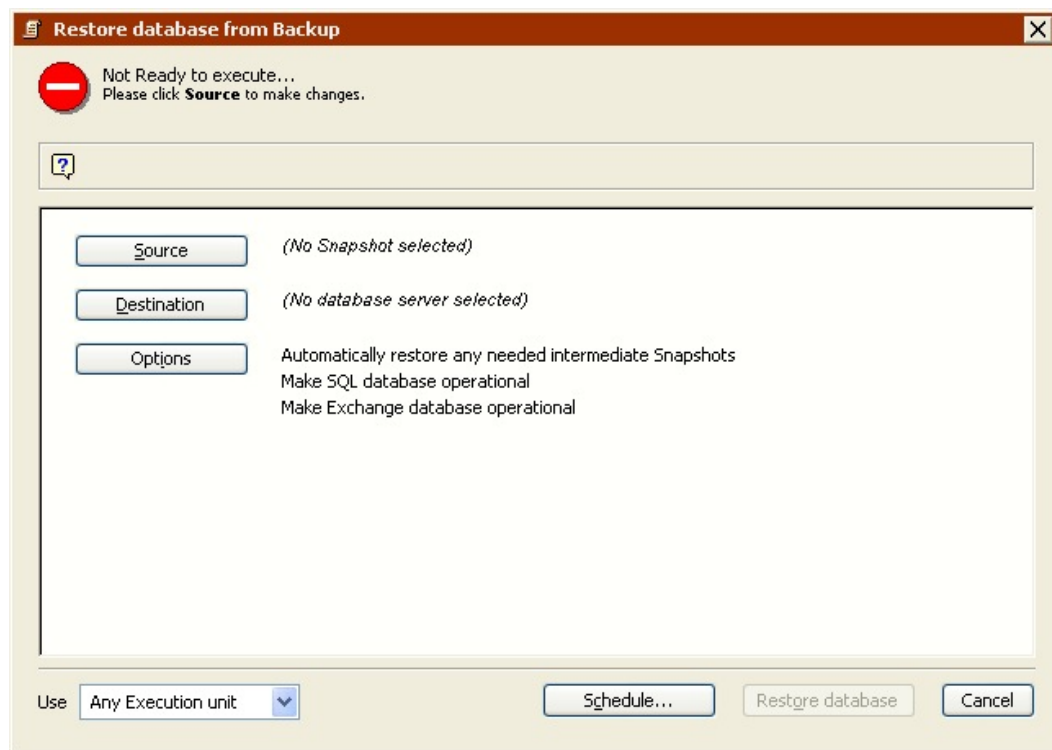 Restore database from Backup
Not Ready to execute...
Please click Source to make changes.
?
Source
(No Snapshot selected)
Destination
(No database server selected)
Options
Automatically restore any needed intermediate Snapshots
Make SQL database operational
Make Exchange database operational
Use
Any Execution unit
Schedule...
Restore database
Cancel